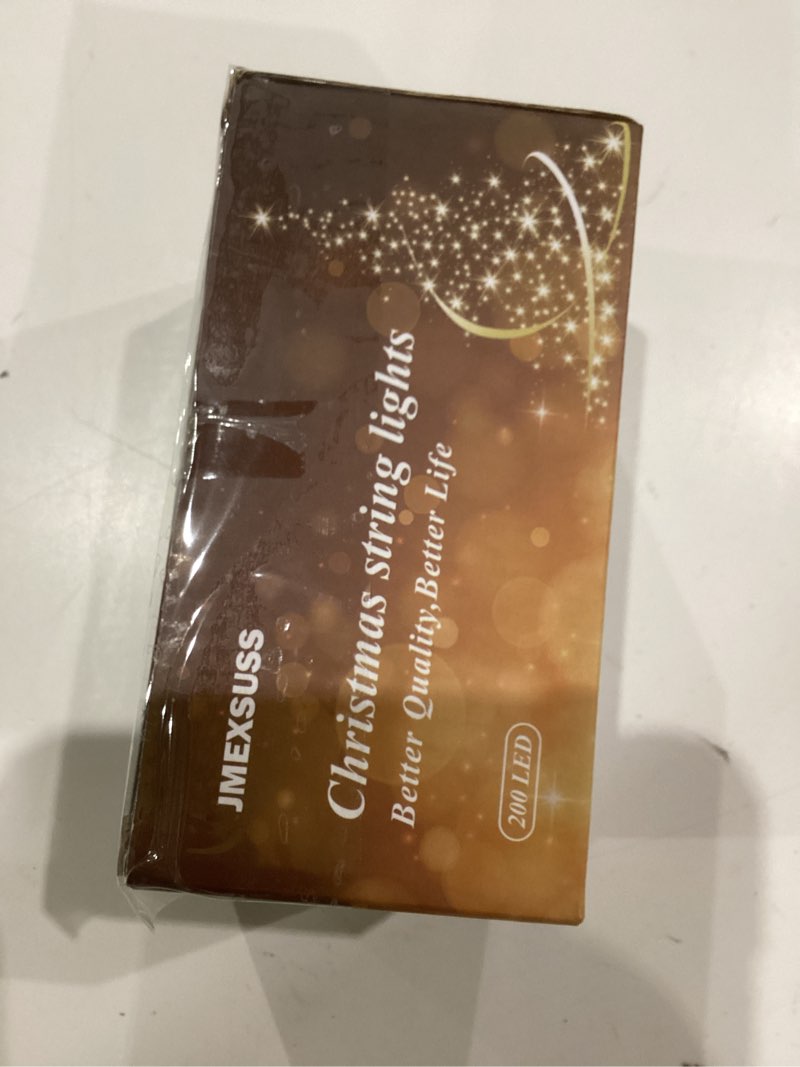 JMEXSUSS
Christmas string lights
Better Quality,Better Life
200 LED